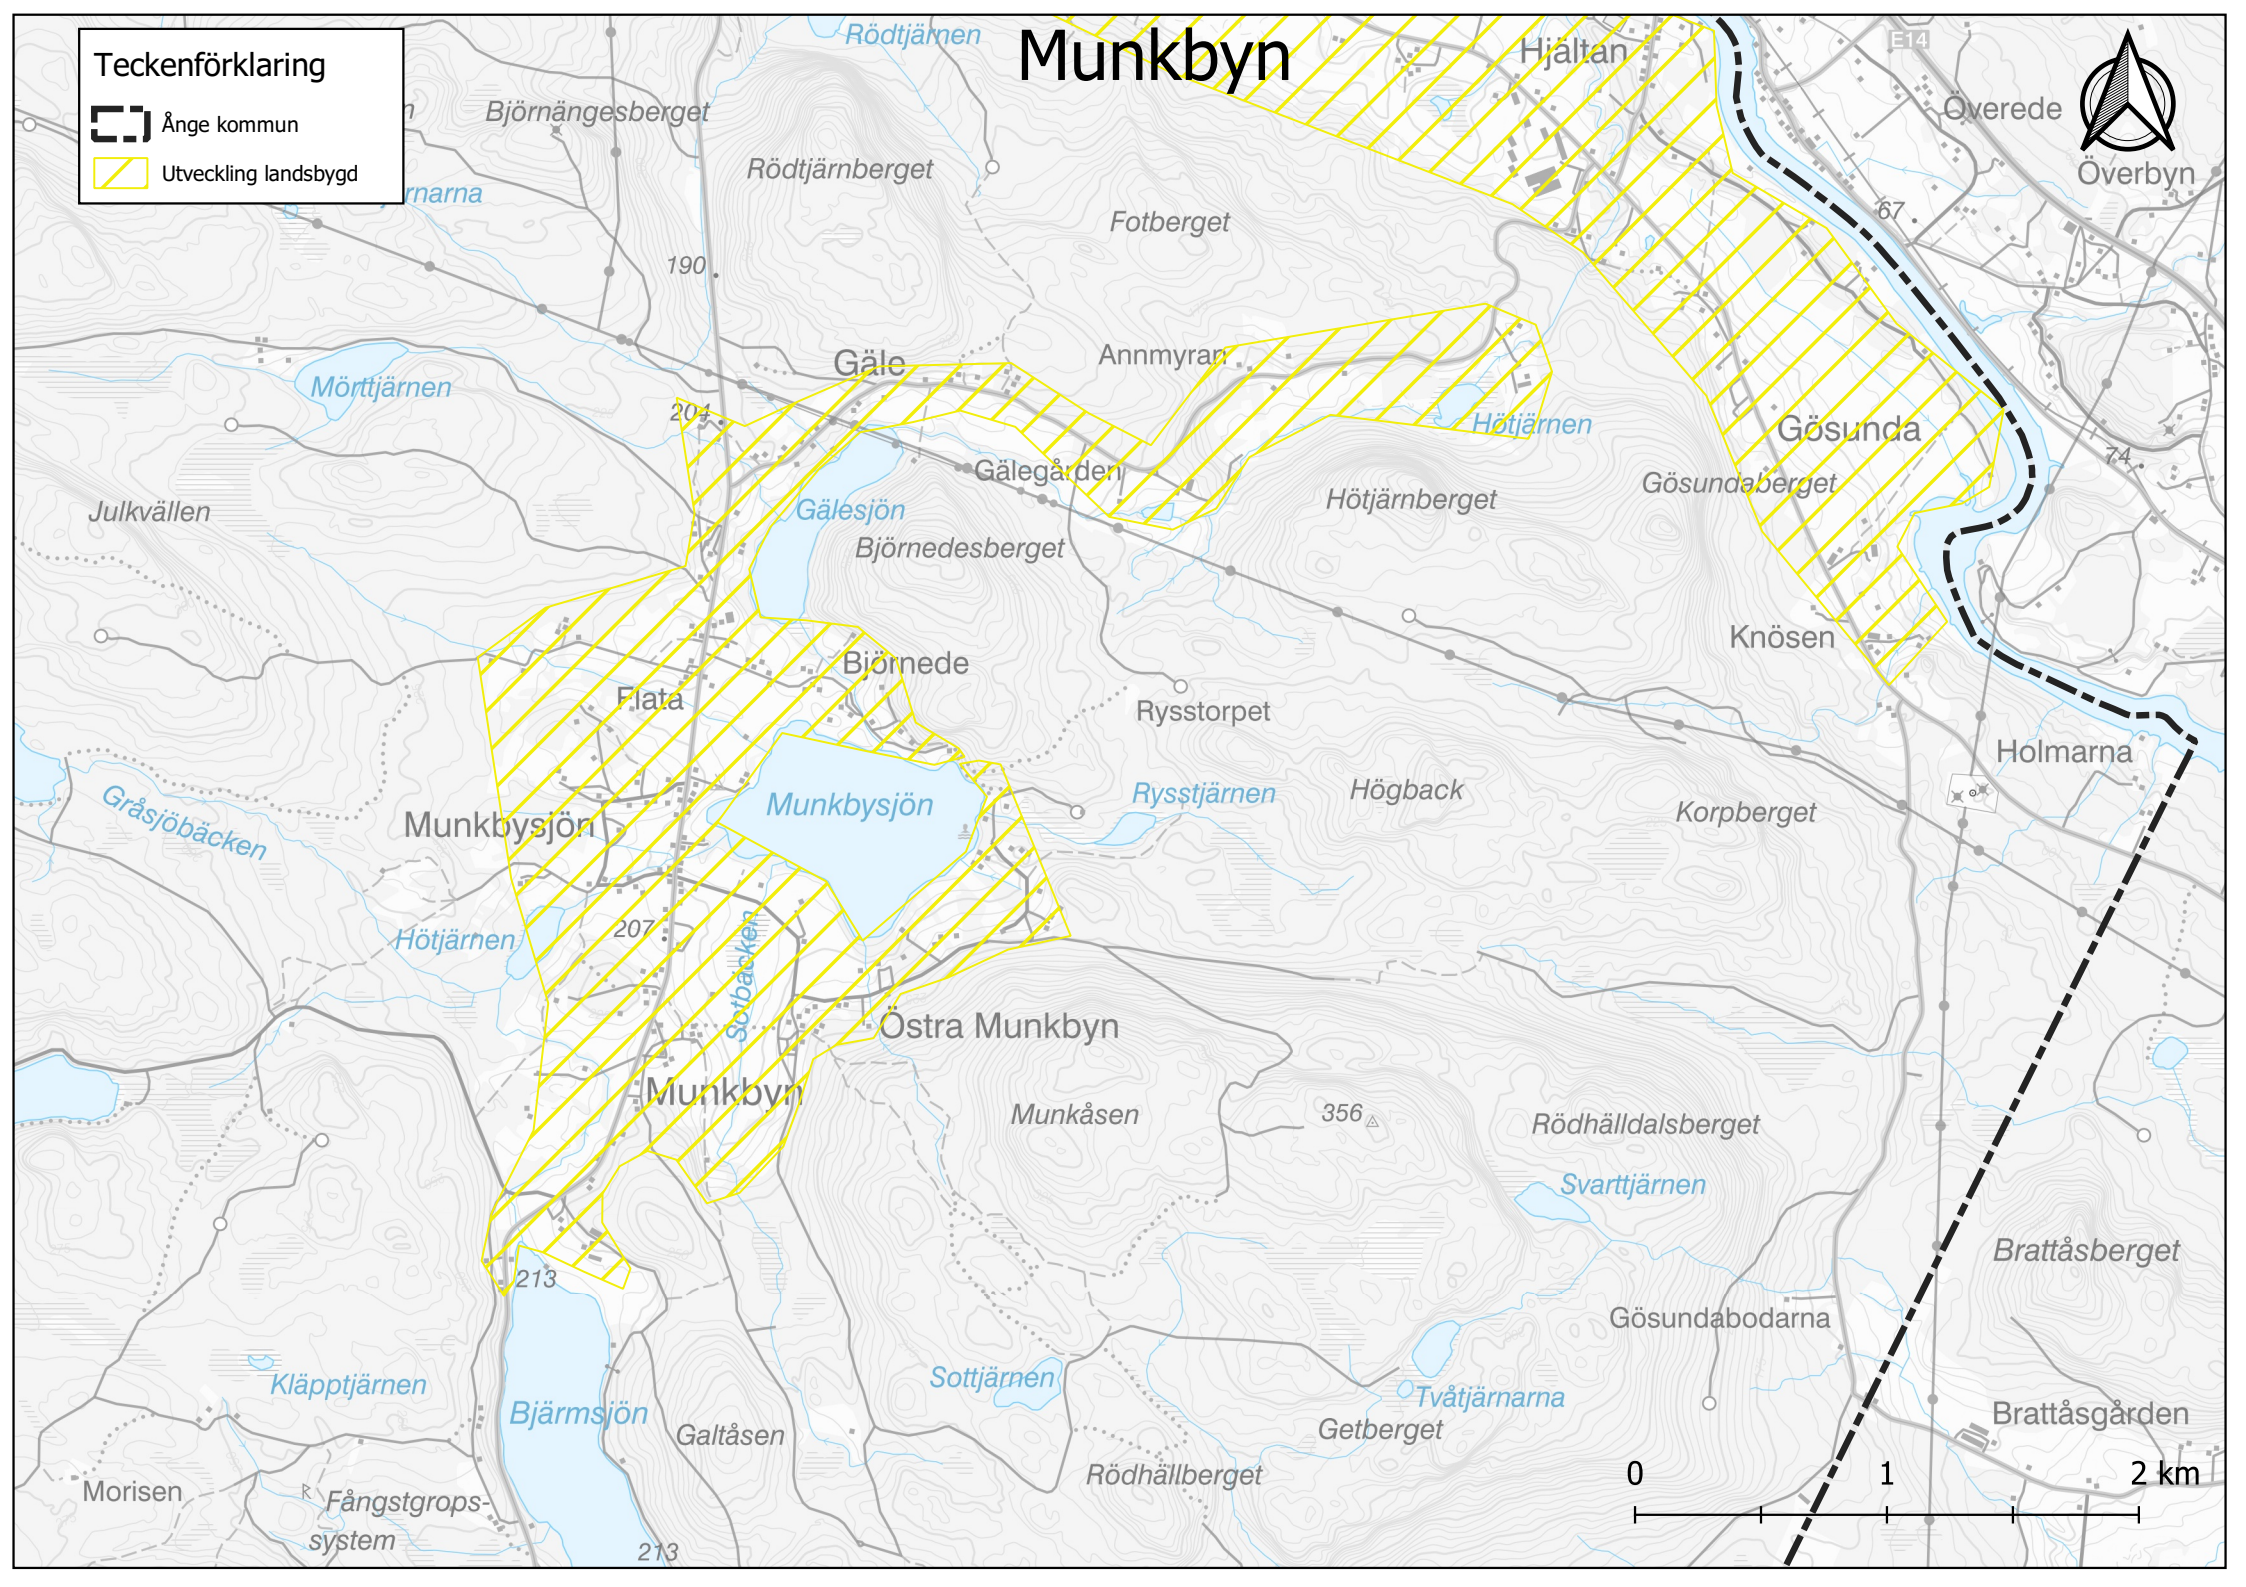 Munkbyn
Teckenförklaring
Ånge kommun
Utveckling landsbygd
Rödtjärnen
Hjältan
E14
Björnängesberget
Överede
Rödtjärnberget
Överbyn
rnarna
Fotberget
67
190
Gäle
Annmyran
Mörttjärnen
204
Hötjärnen
Gösunda
74
Gälegården
Gösundaberget
Julkvällen
Gälesjön
Hötjärnberget
Björnedesberget
Knösen
Björnede
Flata
Rysstorpet
Holmarna
Gråsjöbäcken
Munkbysjön
Rysstjärnen
Högback
Korpberget
Munkbysjön
Hötjärnen
207
Sotbäcken
Östra Munkbyn
Munkbyn
Munkåsen
356
Rödhälldalsberget
Svarttjärnen
Brattåsberget
213
Gösundabodarna
Kläpptjärnen
Sottjärnen
Tvåtjärnarna
Bjärmsjön
Galtåsen
Getberget
Brattåsgården
Rödhällberget
Morisen
Fångstgrops-
system
213
0 1 2 km